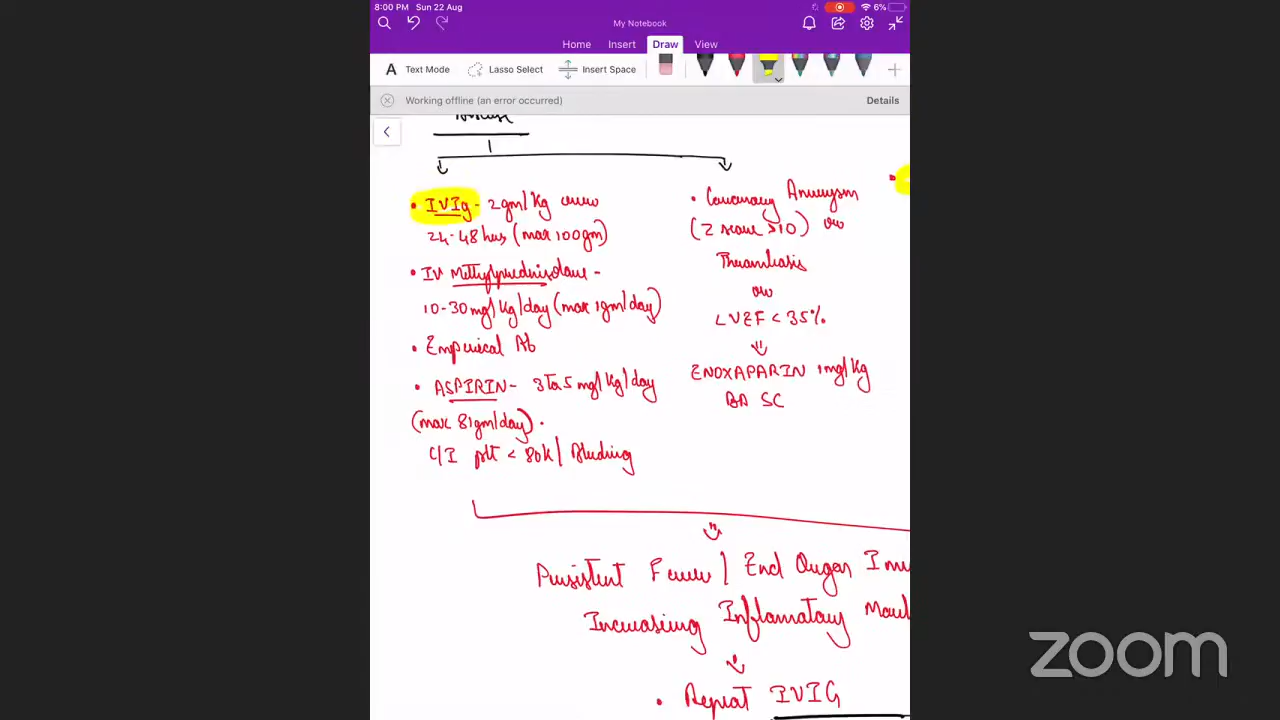 8:00 PM Sun 22 Aug
6%
My Notebook
Home Insert Draw View
Text Mode Lasso Select Insert Space
Working offline (an error occurred) Details
• IVIg - 2gm/Kg over
24-48 hrs (max 100gm)
• IV Methylprednisolone -
10-30mg/Kg/day (max 1gm/day)
• Emperical Ab
• ASPIRIN - 3 to 5 mg/Kg/day
(max 81gm/day).
C/I plt < 80K / Bleeding
• Coronary Aneurysm
(Z score >10) or
Thrombosis
or
LVEF < 35%
ENOXAPARIN 1mg/Kg
BD SC
Persistent Fever / End Organ
Increasing Inflamatory
• Repeat IVIG
zoom